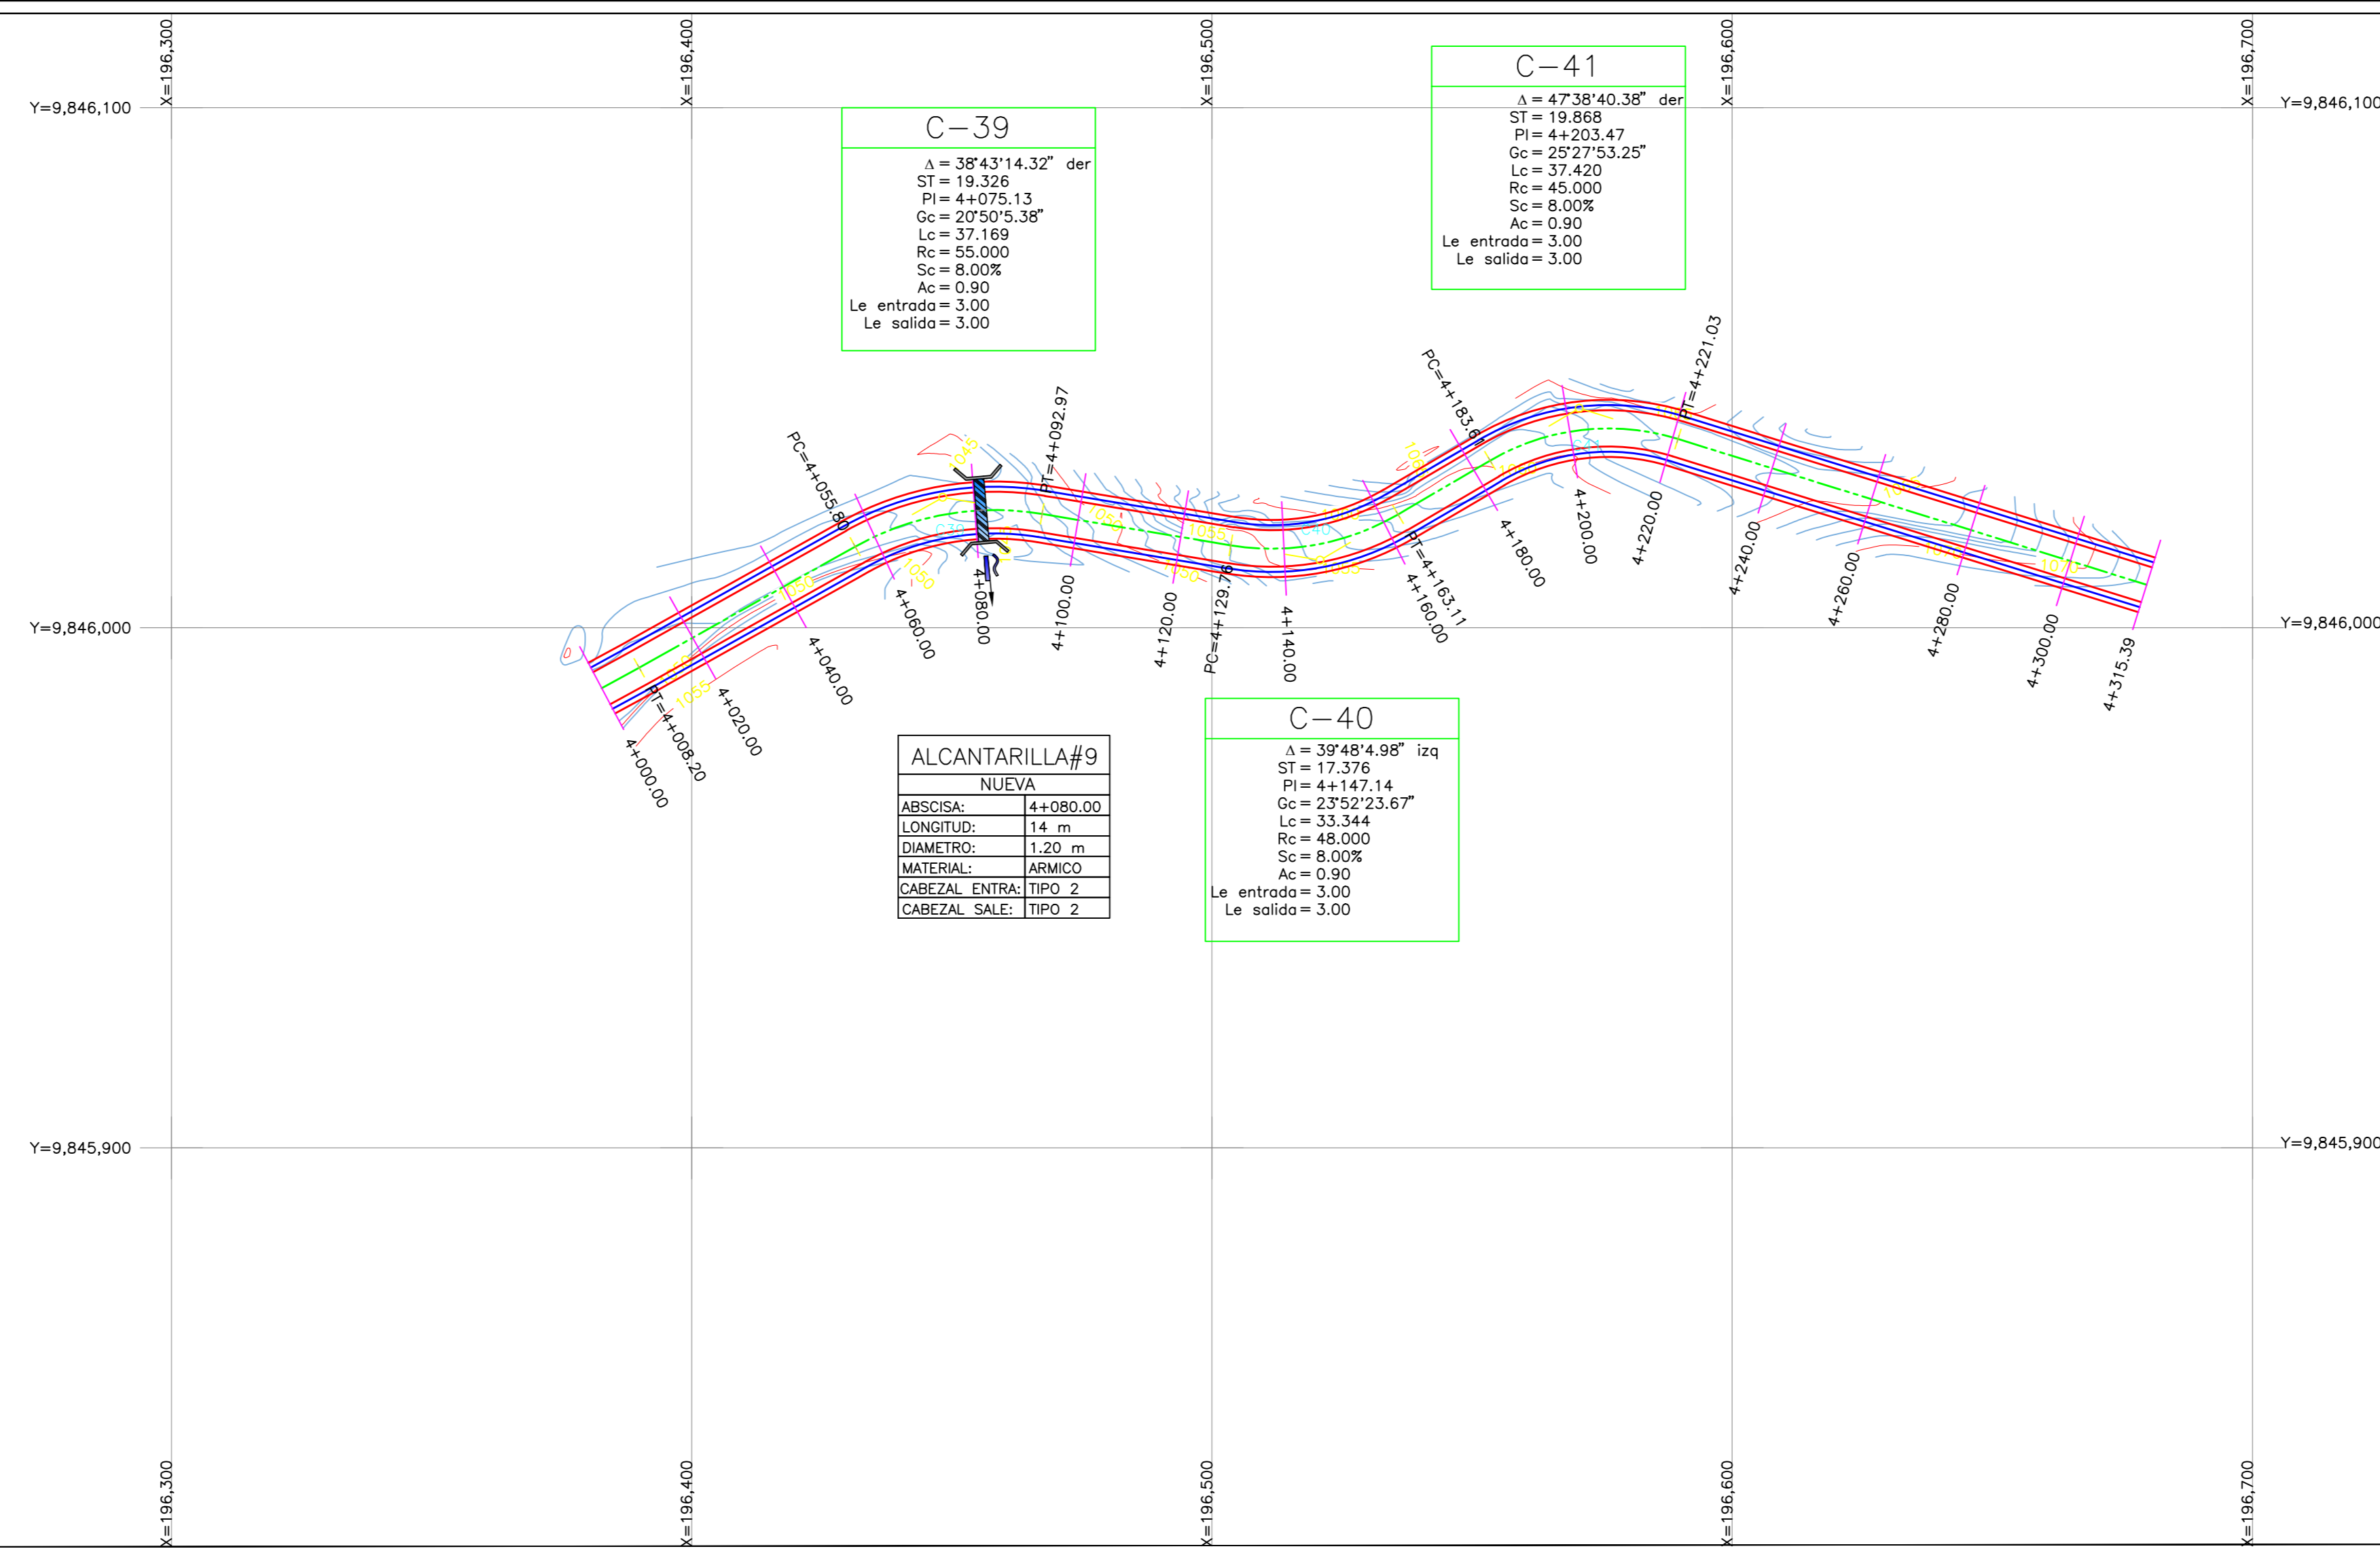 X=196,300
X=196,400
X=196,500
X=196,600
X=196,700
Y=9,846,100
Y=9,846,100
C-39
Δ = 38°43'14.32" der
ST = 19.326
PI = 4+075.13
Gc = 20°50'5.38"
Lc = 37.169
Rc = 55.000
Sc = 8.00%
Ac = 0.90
Le entrada = 3.00
Le salida = 3.00
C-41
Δ = 47°38'40.38" der
ST = 19.868
PI = 4+203.47
Gc = 25°27'53.25"
Lc = 37.420
Rc = 45.000
Sc = 8.00%
Ac = 0.90
Le entrada = 3.00
Le salida = 3.00
PC=4+055.80
1045
PT=4+092.97
PC=4+183.61
PT=4+221.03
C39
C40
C41
1050
1055
1050
1050
1055
1050
1070
4+000.00
PT=4+008.20
4+020.00
4+040.00
4+060.00
4+080.00
4+100.00
4+120.00
PC=4+129.76
4+140.00
4+160.00
PT=4+163.11
4+180.00
4+200.00
4+220.00
4+240.00
4+260.00
4+280.00
4+300.00
4+315.39
Y=9,846,000
Y=9,846,000
ALCANTARILLA#9
NUEVA
ABSCISA: 4+080.00
LONGITUD: 14 m
DIAMETRO: 1.20 m
MATERIAL: ARMICO
CABEZAL ENTRA: TIPO 2
CABEZAL SALE: TIPO 2
C-40
Δ = 39°48'4.98" izq
ST = 17.376
PI = 4+147.14
Gc = 23°52'23.67"
Lc = 33.344
Rc = 48.000
Sc = 8.00%
Ac = 0.90
Le entrada = 3.00
Le salida = 3.00
Y=9,845,900
Y=9,845,900
X=196,300
X=196,400
X=196,500
X=196,600
X=196,700